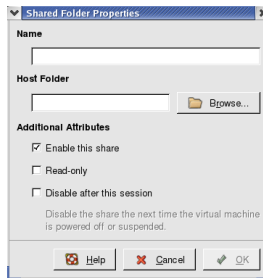 Shared Folder Properties
Name
Host Folder
Browse...
Additional Attributes
Enable this share
Read-only
Disable after this session
Disable the share the next time the virtual machine
is powered off or suspended.
Help Cancel OK